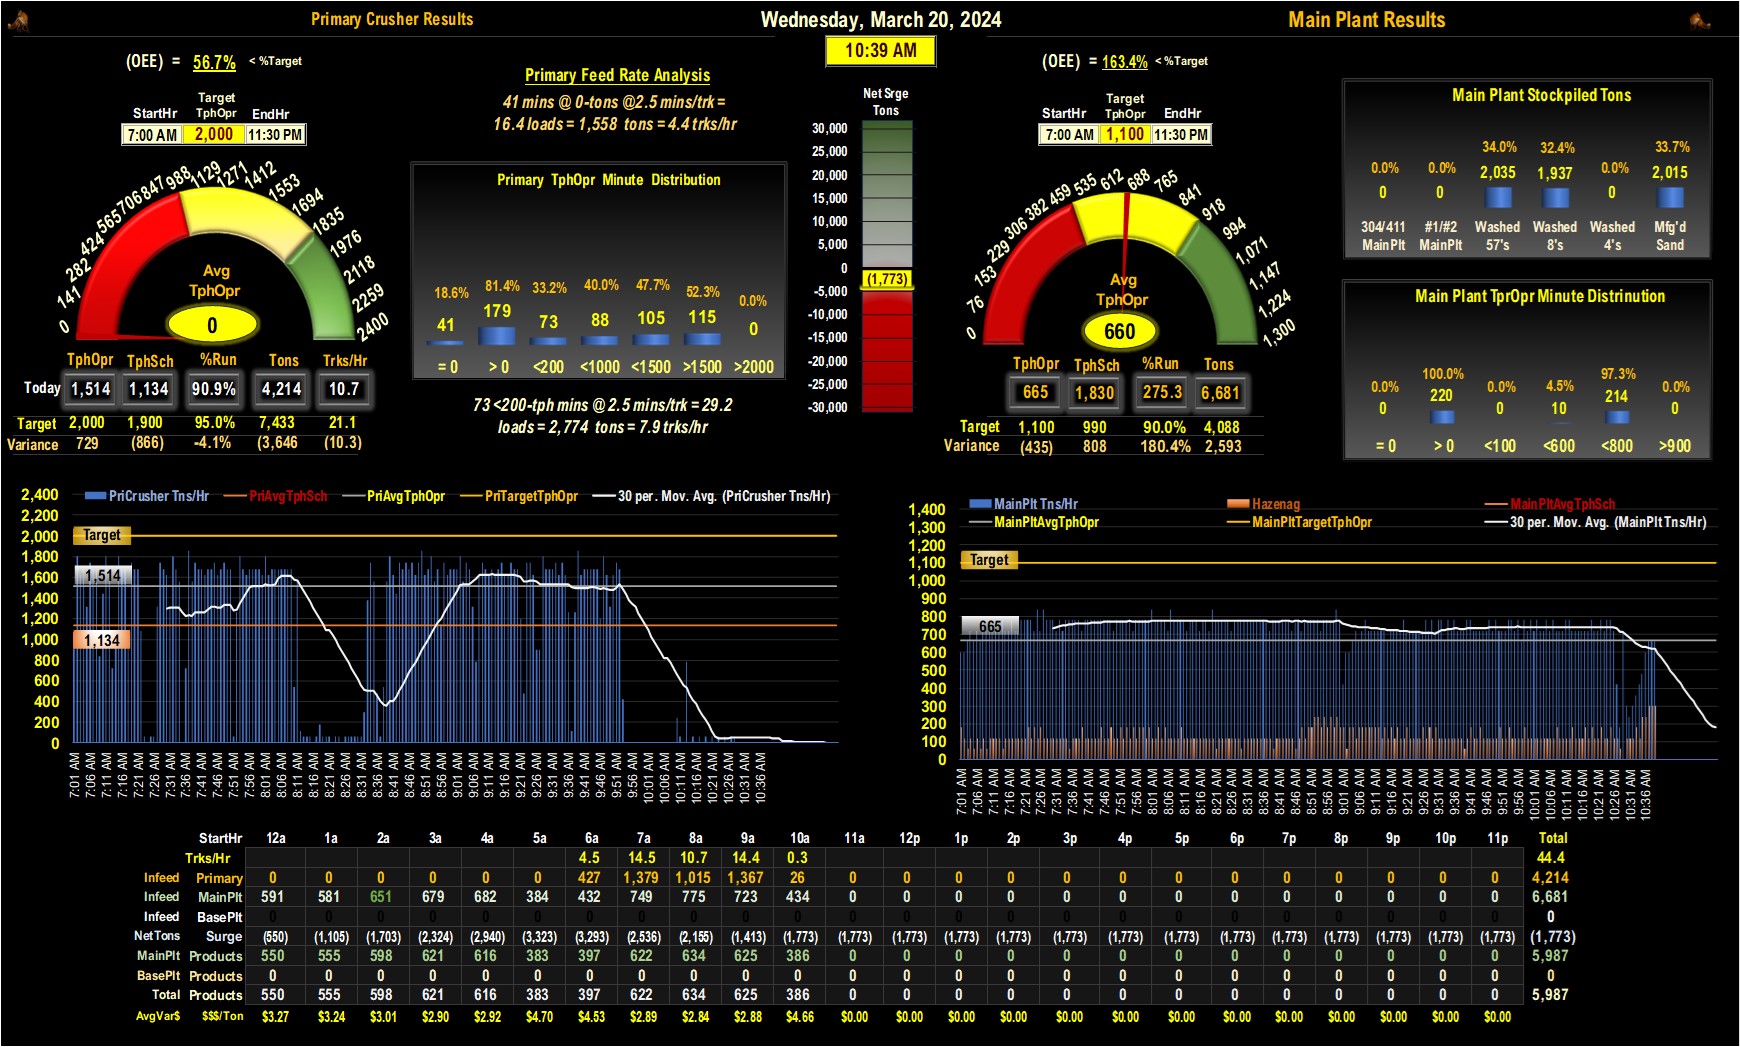 Primary Crusher Results
Wednesday, March 20, 2024
Main Plant Results
10:39 AM
(OEE) = 56.7% < %Target
Target
StartHr TphOpr EndHr
7:00 AM 2,000 11:30 PM
0 141 282 424 565 706 847 988 1129 1271 1412 1553 1694 1835 1976 2118 2259 2400
Avg
TphOpr
0
TphOpr TphSch %Run Tons Trks/Hr
Today 1,514 1,134 90.9% 4,214 10.7
Target 2,000 1,900 95.0% 7,433 21.1
Variance 729 (866) -4.1% (3,646 (10.3)
Primary Feed Rate Analysis
41 mins @ 0-tons @2.5 mins/trk =
16.4 loads = 1,558 tons = 4.4 trks/hr
Primary TphOpr Minute Distribution
18.6% 81.4% 33.2% 40.0% 47.7% 52.3% 0.0%
41 179 73 88 105 115 0
= 0 > 0 <200 <1000 <1500 >1500 >2000
73 <200-tph mins @ 2.5 mins/trk = 29.2
loads = 2,774 tons = 7.9 trks/hr
Net Srge
Tons
30,000
25,000
20,000
15,000
10,000
5,000
0
(1,773)
-5,000
-10,000
-15,000
-20,000
-25,000
-30,000
(OEE) = 163.4% < %Target
Target
StartHr TphOpr EndHr
7:00 AM 1,100 11:30 PM
0 76 153 229 306 382 459 535 612 688 765 841 918 994 1,071 1,147 1,224 1,300
Avg
TphOpr
660
TphOpr TphSch %Run Tons
665 1,830 275.3 6,681
Target 1,100 990 90.0% 4,088
Variance (435) 808 180.4% 2,593
Main Plant Stockpiled Tons
0.0% 0.0% 34.0% 32.4% 0.0% 33.7%
0 0 2,035 1,937 0 2,015
304/411 #1/#2 Washed Washed Washed Mfg'd
MainPlt MainPlt 57's 8's 4's Sand
Main Plant TprOpr Minute Distrinution
0.0% 100.0% 0.0% 4.5% 97.3% 0.0%
0 220 0 10 214 0
= 0 > 0 <100 <600 <800 >900
PriCrusher Tns/Hr PriAvgTphSch PriAvgTphOpr PriTargetTphOpr 30 per. Mov. Avg. (PriCrusher Tns/Hr)
2,400
2,200
2,000
1,800
1,600
1,400
1,200
1,000
800
600
400
200
0
Target
1,514
1,134
7:01 AM 7:06 AM 7:11 AM 7:16 AM 7:21 AM 7:26 AM 7:31 AM 7:36 AM 7:41 AM 7:46 AM 7:51 AM 7:56 AM 8:01 AM 8:06 AM 8:11 AM 8:16 AM 8:21 AM 8:26 AM 8:31 AM 8:36 AM 8:41 AM 8:46 AM 8:51 AM 8:56 AM 9:01 AM 9:06 AM 9:11 AM 9:16 AM 9:21 AM 9:26 AM 9:31 AM 9:36 AM 9:41 AM 9:46 AM 9:51 AM 9:56 AM 10:01 AM 10:06 AM 10:11 AM 10:16 AM 10:21 AM 10:26 AM 10:31 AM 10:36 AM
MainPlt Tns/Hr Hazenag MainPltAvgTphSch
MainPltAvgTphOpr MainPltTargetTphOpr 30 per. Mov. Avg. (MainPlt Tns/Hr)
1,400
1,300
1,200
1,100
1,000
900
800
700
600
500
400
300
200
100
0
Target
665
7:01 AM 7:06 AM 7:11 AM 7:16 AM 7:21 AM 7:26 AM 7:31 AM 7:36 AM 7:41 AM 7:46 AM 7:51 AM 7:56 AM 8:01 AM 8:06 AM 8:11 AM 8:16 AM 8:21 AM 8:26 AM 8:31 AM 8:36 AM 8:41 AM 8:46 AM 8:51 AM 8:56 AM 9:01 AM 9:06 AM 9:11 AM 9:16 AM 9:21 AM 9:26 AM 9:31 AM 9:36 AM 9:41 AM 9:46 AM 9:51 AM 9:56 AM 10:01 AM 10:06 AM 10:11 AM 10:16 AM 10:21 AM 10:26 AM 10:31 AM 10:36 AM
StartHr 12a 1a 2a 3a 4a 5a 6a 7a 8a 9a 10a 11a 12p 1p 2p 3p 4p 5p 6p 7p 8p 9p 10p 11p Total
Trks/Hr 4.5 14.5 10.7 14.4 0.3 44.4
Infeed Primary 0 0 0 0 0 0 427 1,379 1,015 1,367 26 0 0 0 0 0 0 0 0 0 0 0 0 0 4,214
Infeed MainPlt 591 581 651 679 682 384 432 749 775 723 434 0 0 0 0 0 0 0 0 0 0 0 0 0 6,681
Infeed BasePlt 0 0 0 0 0 0 0 0 0 0 0 0 0 0 0 0 0 0 0 0 0 0 0 0 0
NetTons Surge (550) (1,105) (1,703) (2,324) (2,940) (3,323) (3,293) (2,536) (2,155) (1,413) (1,773) (1,773) (1,773) (1,773) (1,773) (1,773) (1,773) (1,773) (1,773) (1,773) (1,773) (1,773) (1,773) (1,773) (1,773)
MainPlt Products 550 555 598 621 616 383 397 622 634 625 386 0 0 0 0 0 0 0 0 0 0 0 0 0 5,987
BasePlt Products 0 0 0 0 0 0 0 0 0 0 0 0 0 0 0 0 0 0 0 0 0 0 0 0 0
Total Products 550 555 598 621 616 383 397 622 634 625 386 0 0 0 0 0 0 0 0 0 0 0 0 0 5,987
AvgVar$ $$$/Ton $3.27 $3.24 $3.01 $2.90 $2.92 $4.70 $4.53 $2.89 $2.84 $2.88 $4.66 $0.00 $0.00 $0.00 $0.00 $0.00 $0.00 $0.00 $0.00 $0.00 $0.00 $0.00 $0.00 $0.00